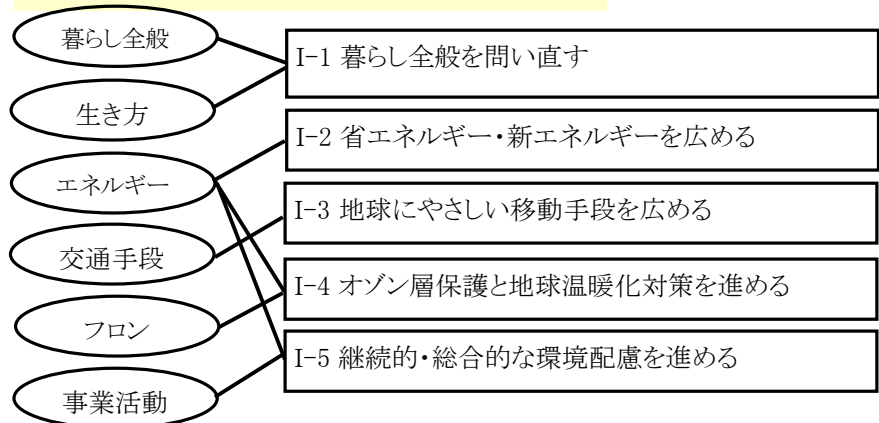 暮らし全般
I-1 暮らし全般を問い直す
生き方
I-2 省エネルギー・新エネルギーを広める
エネルギー
I-3 地球にやさしい移動手段を広める
交通手段
I-4 オゾン層保護と地球温暖化対策を進める
フロン
I-5 継続的・総合的な環境配慮を進める
事業活動